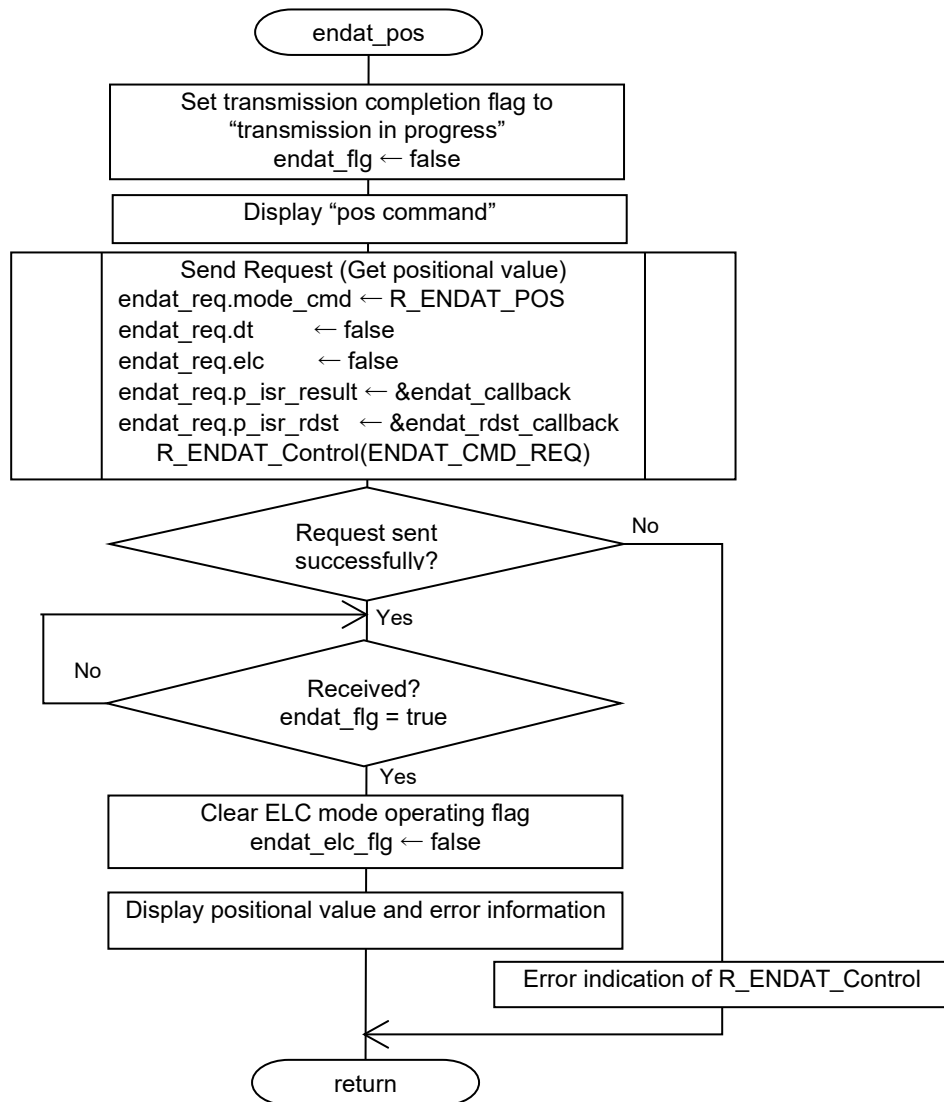 endat_pos
Set transmission completion flag to
“transmission in progress”
endat_flg ← false
Display “pos command”
Send Request (Get positional value)
endat_req.mode_cmd ← R_ENDAT_POS
endat_req.dt ← false
endat_req.elc ← false
endat_req.p_isr_result ← &endat_callback
endat_req.p_isr_rdst ← &endat_rdst_callback
R_ENDAT_Control(ENDAT_CMD_REQ)
Request sent
successfully?
No
Yes
No
Received?
endat_flg = true
Yes
Clear ELC mode operating flag
endat_elc_flg ← false
Display positional value and error information
Error indication of R_ENDAT_Control
return